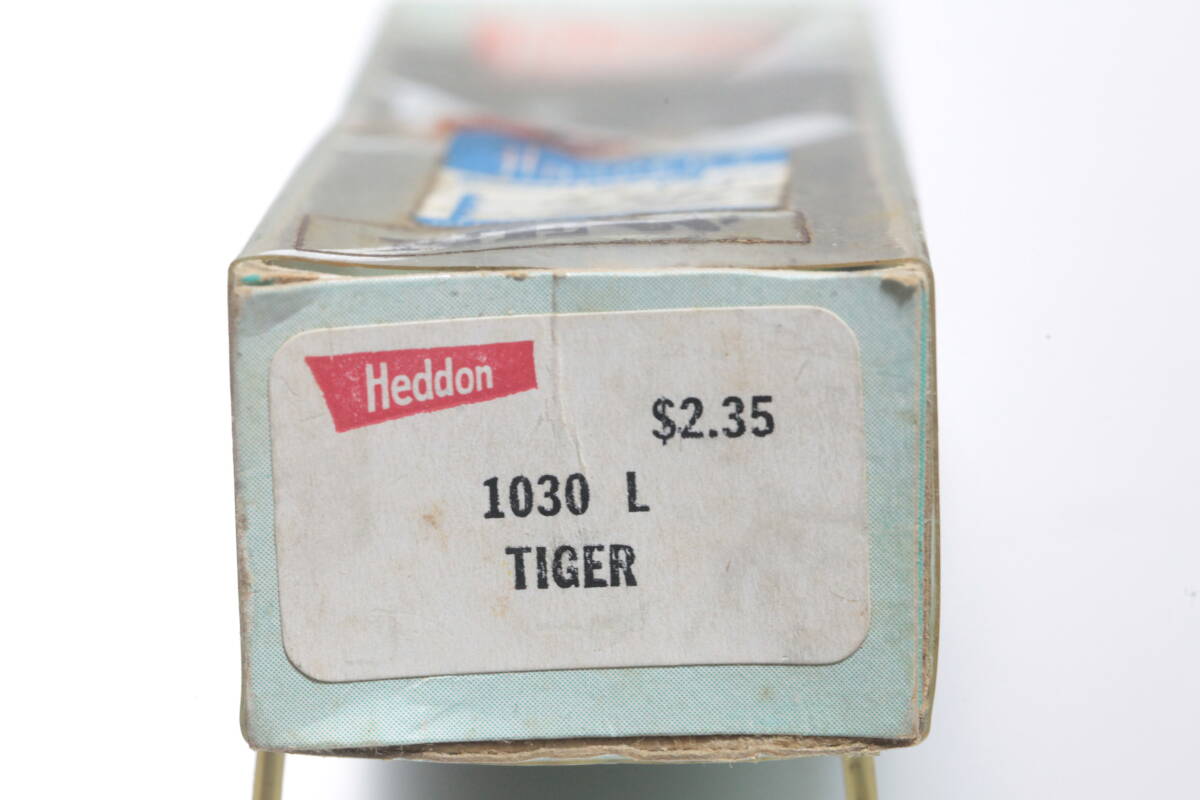 Heddon
$2.35
1030 L
TIGER